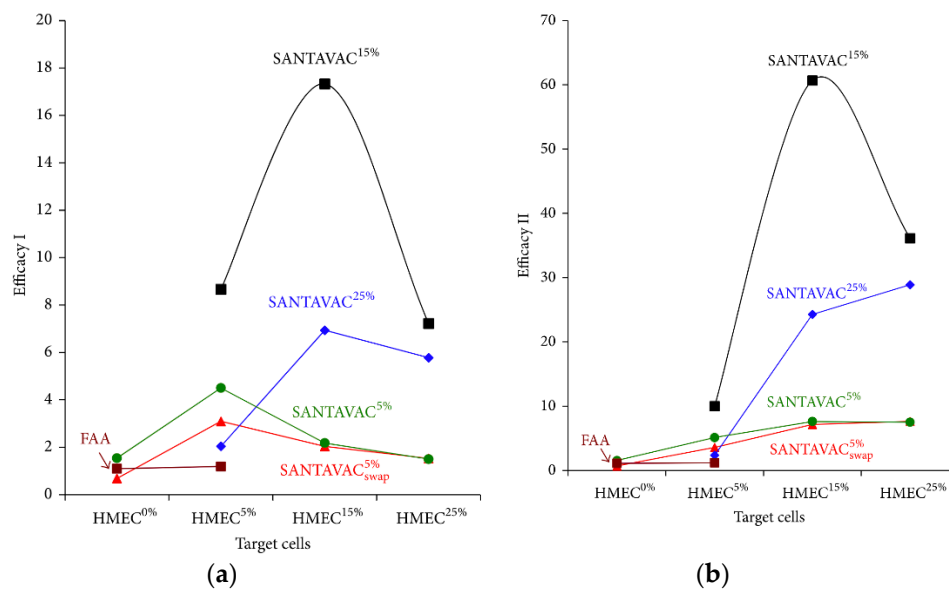 20
18
16
14
12
10
8
6
4
2
0
Efficacy I
SANTAVAC15%
SANTAVAC25%
SANTAVAC5%
FAA
SANTAVAC5%swap
HMEC0% HMEC5% HMEC15% HMEC25%
Target cells
(a)
70
60
50
40
30
20
10
0
Efficacy II
SANTAVAC15%
SANTAVAC25%
SANTAVAC5%
FAA
SANTAVAC5%swap
HMEC0% HMEC5% HMEC15% HMEC25%
Target cells
(b)